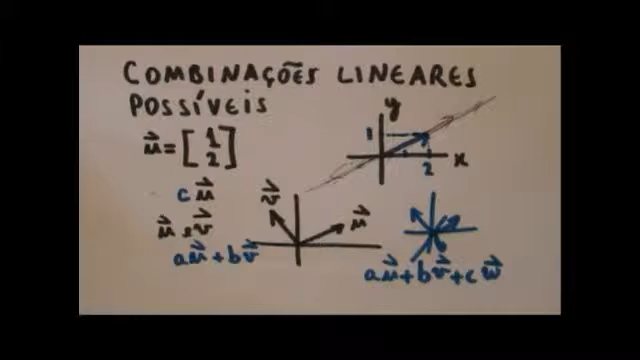 COMBINAÇÕES LINEARES
POSSÍVEIS
u⃗ = [1 2]
y
1
x
2
c u⃗
u⃗ e v⃗
a u⃗ + b v⃗
v⃗
u⃗
a u⃗ + b v⃗ + c w⃗